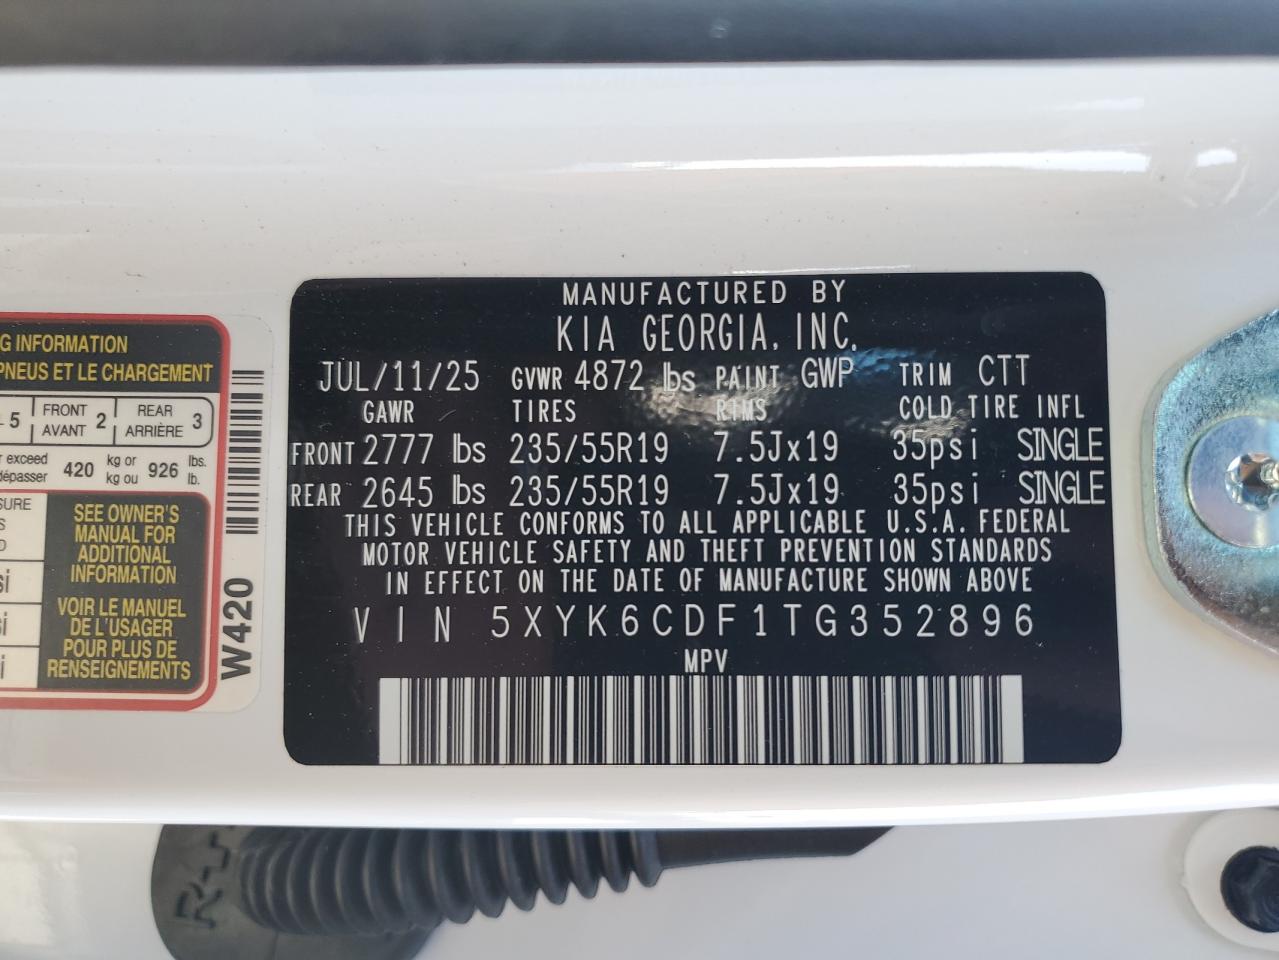 MANUFACTURED BY
KIA GEORGIA, INC.
JUL/11/25 GVWR 4872 lbs PAINT GWP TRIM CTT
GAWR TIRES RIMS COLD TIRE INFL
FRONT 2777 lbs 235/55R19 7.5Jx19 35psi SINGLE
REAR 2645 lbs 235/55R19 7.5Jx19 35psi SINGLE
THIS VEHICLE CONFORMS TO ALL APPLICABLE U.S.A. FEDERAL
MOTOR VEHICLE SAFETY AND THEFT PREVENTION STANDARDS
IN EFFECT ON THE DATE OF MANUFACTURE SHOWN ABOVE
VIN 5XYK6CDF1TG352896
MPV
G INFORMATION
PNEUS ET LE CHARGEMENT
5 FRONT AVANT 2 REAR ARRIÈRE 3
r exceed
dépasser 420 kg or kg ou 926 lbs. lb.
SURE
S
D
si
si
i
SEE OWNER'S
MANUAL FOR
ADDITIONAL
INFORMATION
VOIR LE MANUEL
DE L'USAGER
POUR PLUS DE
RENSEIGNEMENTS
W420